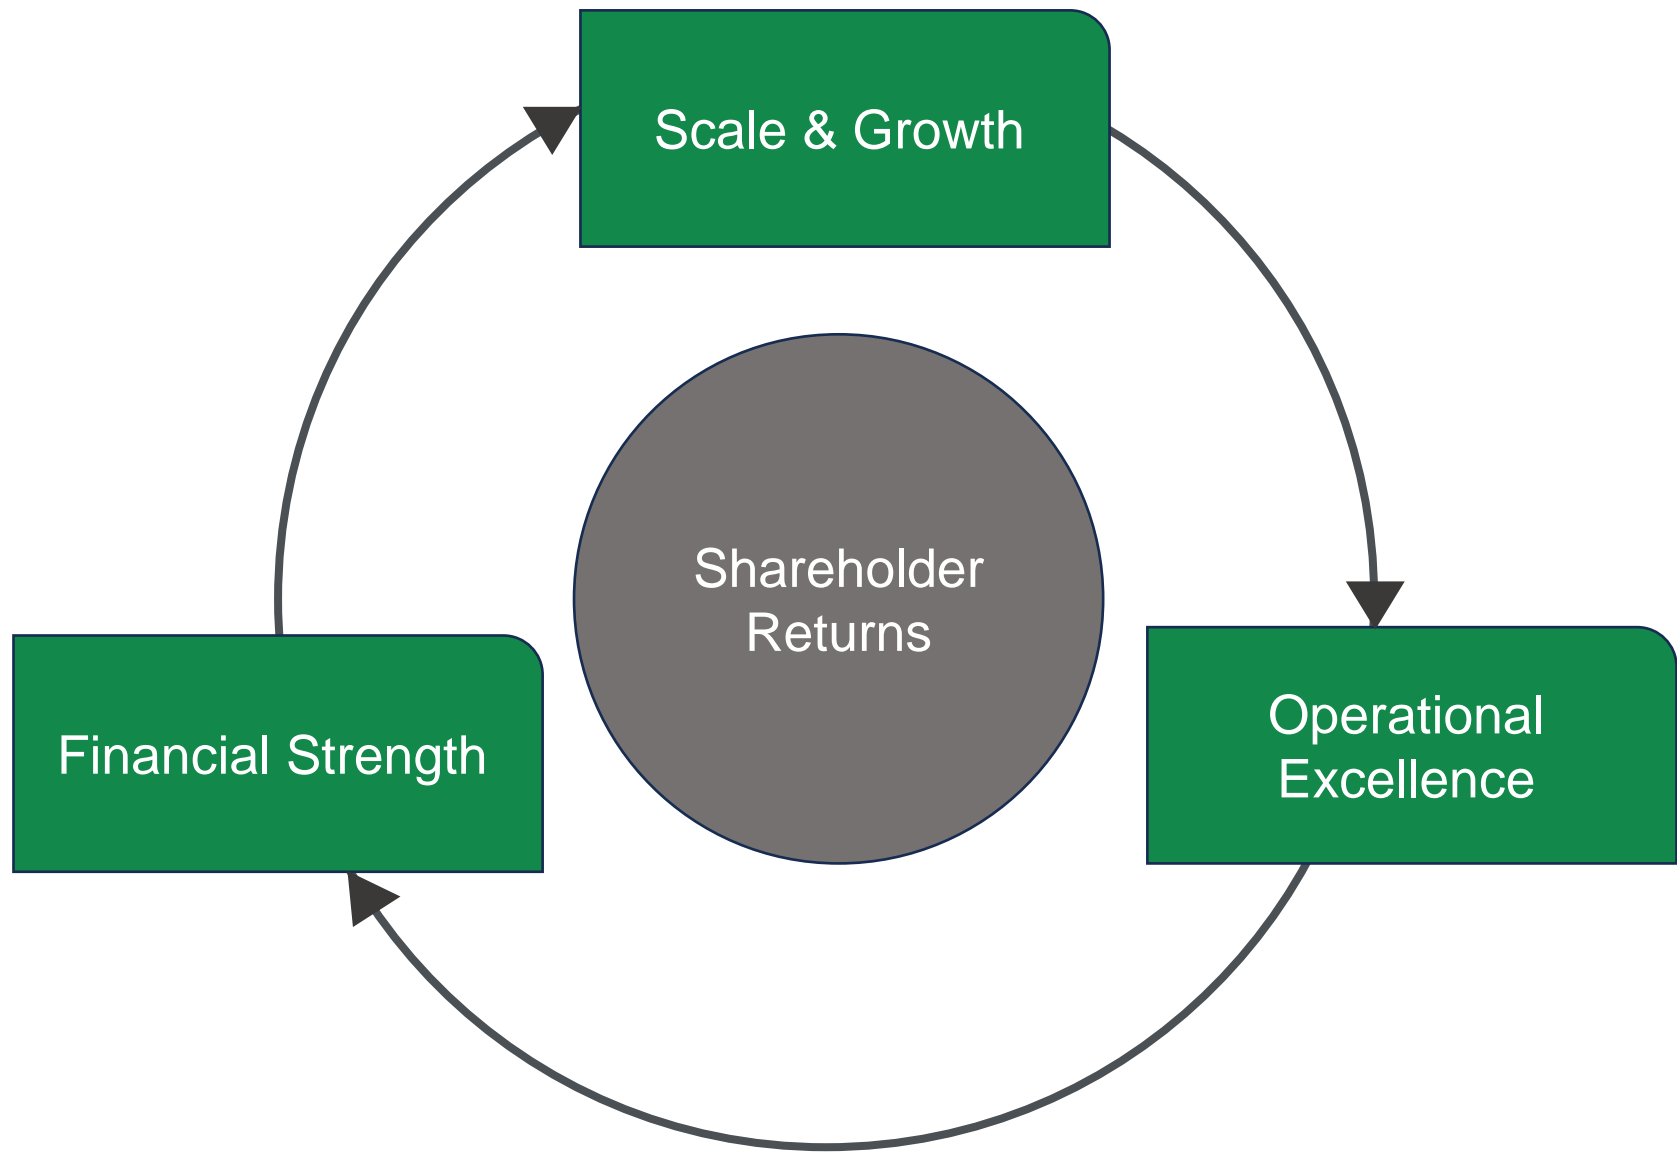 Scale & Growth
Shareholder
Returns
Operational
Excellence
Financial Strength